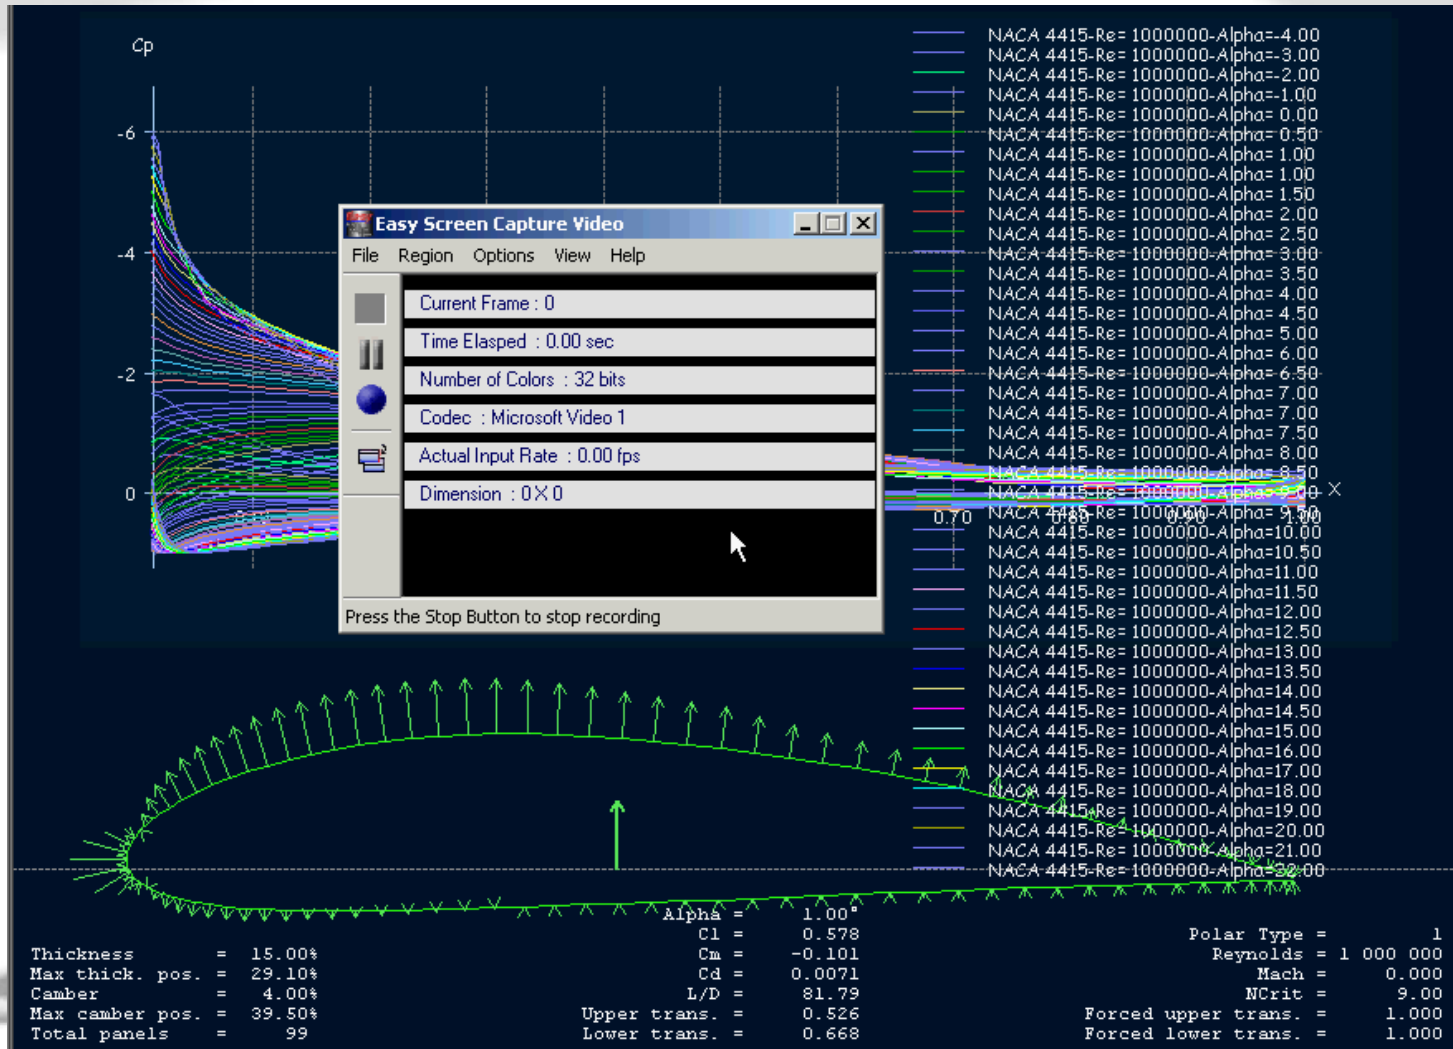 Cp
-6
-4
-2
0
X
0.70
0.80
0.90
1.00
NACA 4415-Re= 1000000-Alpha=-4.00
NACA 4415-Re= 1000000-Alpha=-3.00
NACA 4415-Re= 1000000-Alpha=-2.00
NACA 4415-Re= 1000000-Alpha=-1.00
NACA 4415-Re= 1000000-Alpha= 0.00
NACA 4415-Re= 1000000-Alpha= 0.50
NACA 4415-Re= 1000000-Alpha= 1.00
NACA 4415-Re= 1000000-Alpha= 1.00
NACA 4415-Re= 1000000-Alpha= 1.50
NACA 4415-Re= 1000000-Alpha= 2.00
NACA 4415-Re= 1000000-Alpha= 2.50
NACA 4415-Re= 1000000-Alpha= 3.00
NACA 4415-Re= 1000000-Alpha= 3.50
NACA 4415-Re= 1000000-Alpha= 4.00
NACA 4415-Re= 1000000-Alpha= 4.50
NACA 4415-Re= 1000000-Alpha= 5.00
NACA 4415-Re= 1000000-Alpha= 6.00
NACA 4415-Re= 1000000-Alpha= 6.50
NACA 4415-Re= 1000000-Alpha= 7.00
NACA 4415-Re= 1000000-Alpha= 7.00
NACA 4415-Re= 1000000-Alpha= 7.50
NACA 4415-Re= 1000000-Alpha= 8.00
NACA 4415-Re= 1000000-Alpha= 8.50
NACA 4415-Re= 1000000-Alpha= 9.00
NACA 4415-Re= 1000000-Alpha= 9.50
NACA 4415-Re= 1000000-Alpha=10.00
NACA 4415-Re= 1000000-Alpha=10.50
NACA 4415-Re= 1000000-Alpha=11.00
NACA 4415-Re= 1000000-Alpha=11.50
NACA 4415-Re= 1000000-Alpha=12.00
NACA 4415-Re= 1000000-Alpha=12.50
NACA 4415-Re= 1000000-Alpha=13.00
NACA 4415-Re= 1000000-Alpha=13.50
NACA 4415-Re= 1000000-Alpha=14.00
NACA 4415-Re= 1000000-Alpha=14.50
NACA 4415-Re= 1000000-Alpha=15.00
NACA 4415-Re= 1000000-Alpha=16.00
NACA 4415-Re= 1000000-Alpha=17.00
NACA 4415-Re= 1000000-Alpha=18.00
NACA 4415-Re= 1000000-Alpha=19.00
NACA 4415-Re= 1000000-Alpha=20.00
NACA 4415-Re= 1000000-Alpha=21.00
NACA 4415-Re= 1000000-Alpha=22.00
Easy Screen Capture Video
File Region Options View Help
Current Frame : 0
Time Elasped : 0.00 sec
Number of Colors : 32 bits
Codec : Microsoft Video 1
Actual Input Rate : 0.00 fps
Dimension : 0 X 0
Press the Stop Button to stop recording
Thickness = 15.00%
Max thick. pos. = 29.10%
Camber = 4.00%
Max camber pos. = 39.50%
Total panels = 99
Alpha = 1.00°
Cl = 0.578
Cm = -0.101
Cd = 0.0071
L/D = 81.79
Upper trans. = 0.526
Lower trans. = 0.668
Polar Type = 1
Reynolds = 1 000 000
Mach = 0.000
NCrit = 9.00
Forced upper trans. = 1.000
Forced lower trans. = 1.000